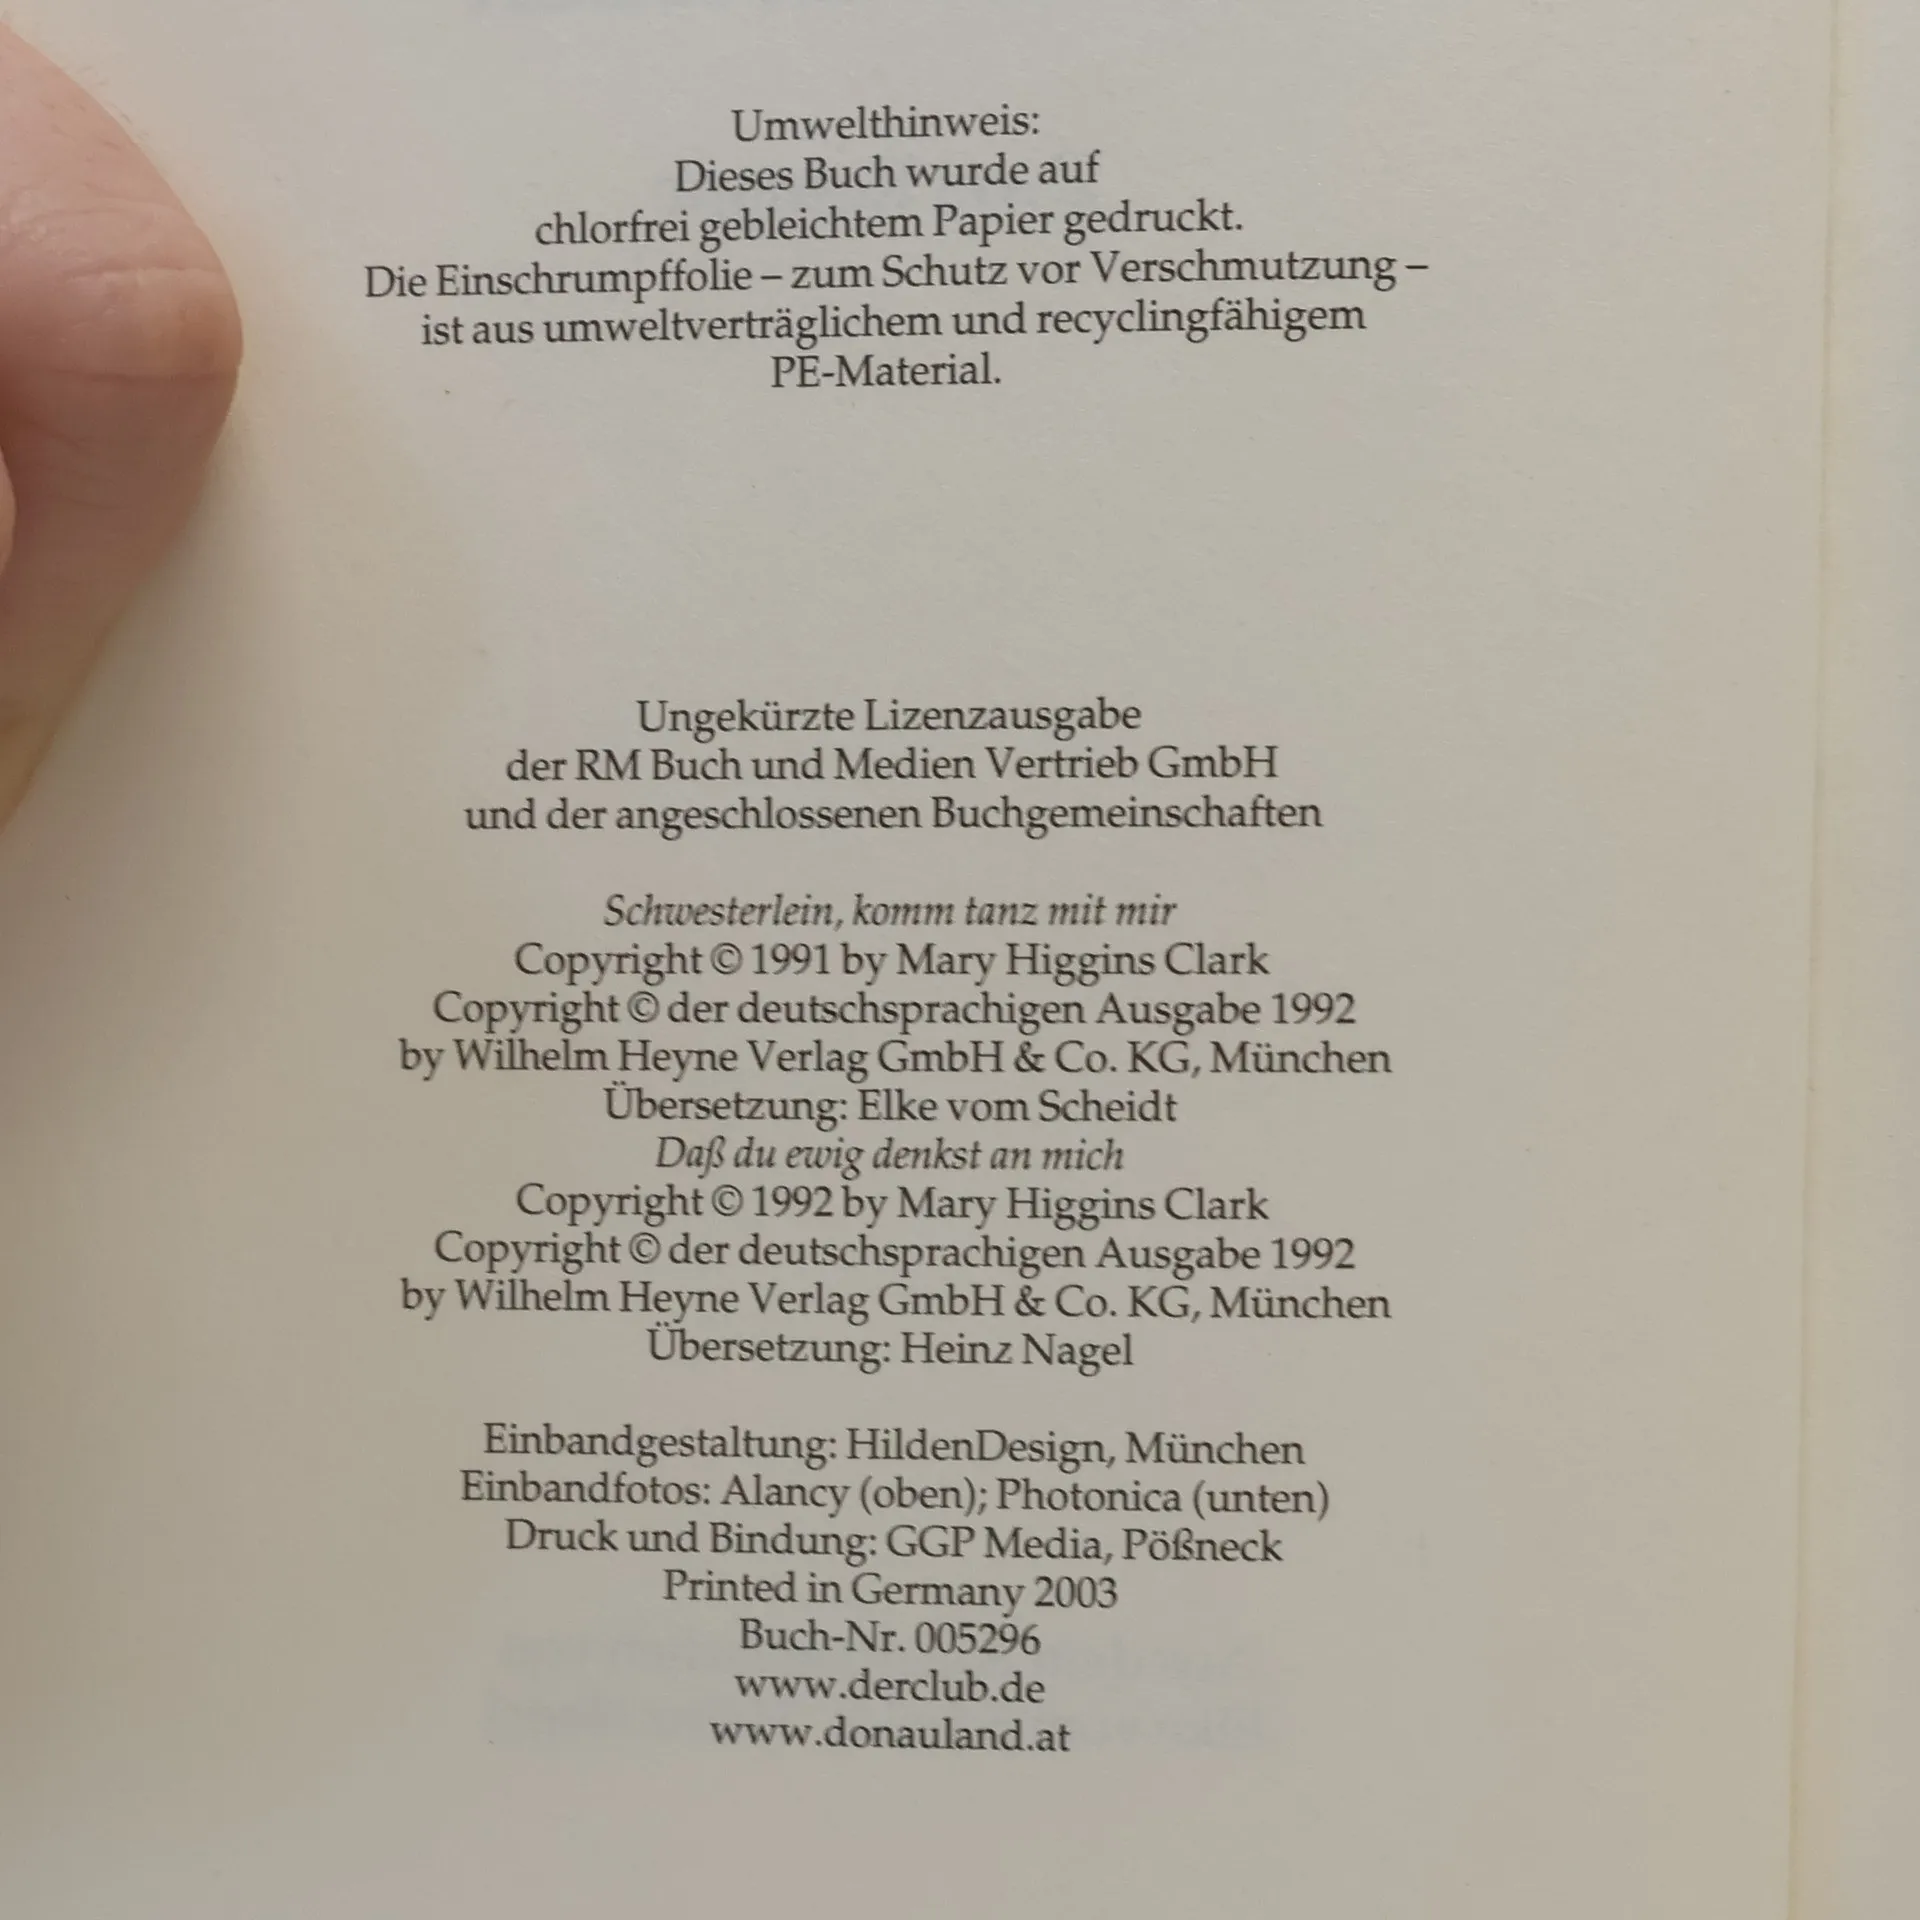 Umwelthinweis:
Dieses Buch wurde auf
chlorfrei gebleichtem Papier gedruckt.
Die Einschrumpffolie – zum Schutz vor Verschmutzung –
ist aus umweltverträglichem und recyclingfähigem
PE-Material.
Ungekürzte Lizenzausgabe
der RM Buch und Medien Vertrieb GmbH
und der angeschlossenen Buchgemeinschaften
Schwesterlein, komm tanz mit mir
Copyright © 1991 by Mary Higgins Clark
Copyright © der deutschsprachigen Ausgabe 1992
by Wilhelm Heyne Verlag GmbH & Co. KG, München
Übersetzung: Elke vom Scheidt
Daß du ewig denkst an mich
Copyright © 1992 by Mary Higgins Clark
Copyright © der deutschsprachigen Ausgabe 1992
by Wilhelm Heyne Verlag GmbH & Co. KG, München
Übersetzung: Heinz Nagel
Einbandgestaltung: HildenDesign, München
Einbandfotos: Alancy (oben); Photonica (unten)
Druck und Bindung: GGP Media, Pößneck
Printed in Germany 2003
Buch-Nr. 005296
www.derclub.de
www.donauland.at